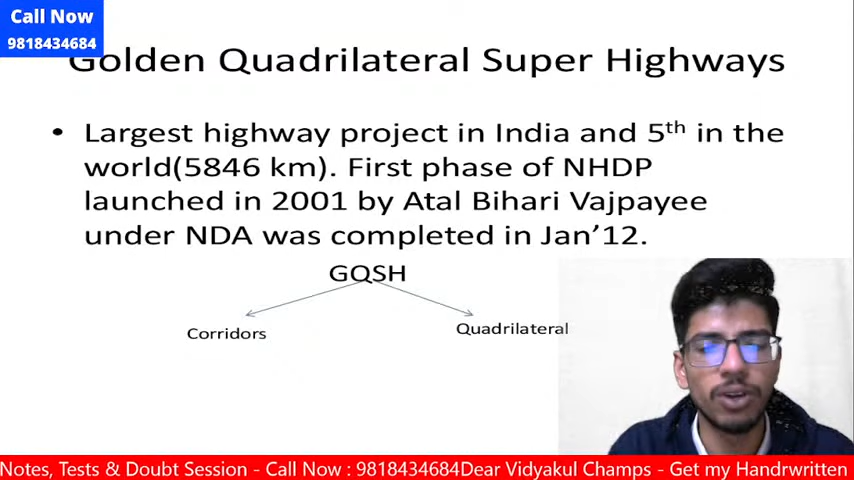 Call Now
9818434684
Golden Quadrilateral Super Highways
• Largest highway project in India and 5th in the
world(5846 km). First phase of NHDP
launched in 2001 by Atal Bihari Vajpayee
under NDA was completed in Jan’12.
GQSH
Corridors
Quadrilateral
Notes, Tests & Doubt Session - Call Now : 9818434684Dear Vidyakul Champs - Get my Handrwritten